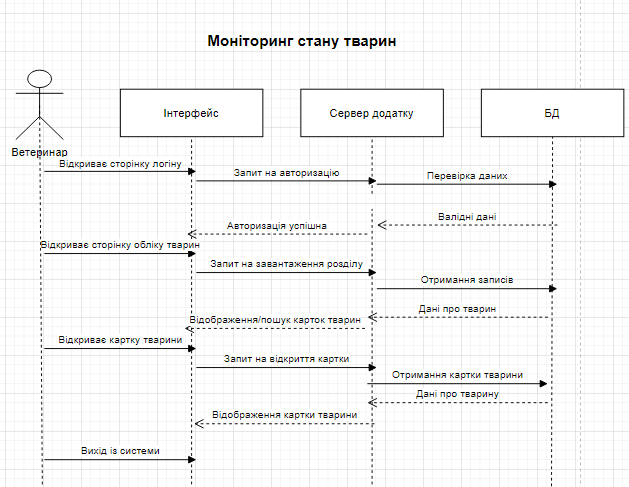 Моніторинг стану тварин
Ветеринар
Інтерфейс
Сервер додатку
БД
Відкриває сторінку логіну
Запит на авторизацію
Перевірка даних
Валідні дані
Авторизація успішна
Відкриває сторінку обліку тварин
Запит на завантаження розділу
Отримання записів
Дані про тварин
Відображення/пошук карток тварин
Відкриває картку тварини
Запит на відкриття картки
Отримання картки тварини
Дані про тварину
Відображення картки тварини
Вихід із системи